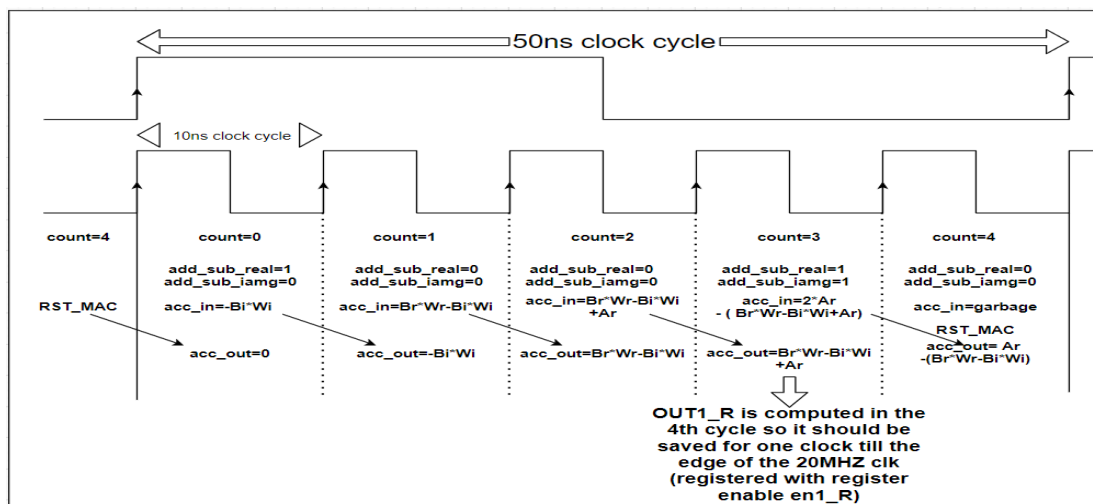 50ns clock cycle
10ns clock cycle
count=4
count=0
count=1
count=2
count=3
count=4
add_sub_real=1
add_sub_iamg=0
add_sub_real=0
add_sub_iamg=0
add_sub_real=0
add_sub_iamg=0
add_sub_real=1
add_sub_iamg=1
add_sub_real=0
add_sub_iamg=0
RST_MAC
acc_in=-Bi*Wi
acc_in=Br*Wr-Bi*Wi
acc_in=Br*Wr-Bi*Wi
+Ar
acc_in=2*Ar
- ( Br*Wr-Bi*Wi+Ar)
acc_in=garbage
RST_MAC
acc_out=0
acc_out=-Bi*Wi
acc_out=Br*Wr-Bi*Wi
acc_out=Br*Wr-Bi*Wi
+Ar
acc_out= Ar
-(Br*Wr-Bi*Wi)
OUT1_R is computed in the
4th cycle so it should be
saved for one clock till the
edge of the 20MHZ clk
(registered with register
enable en1_R)